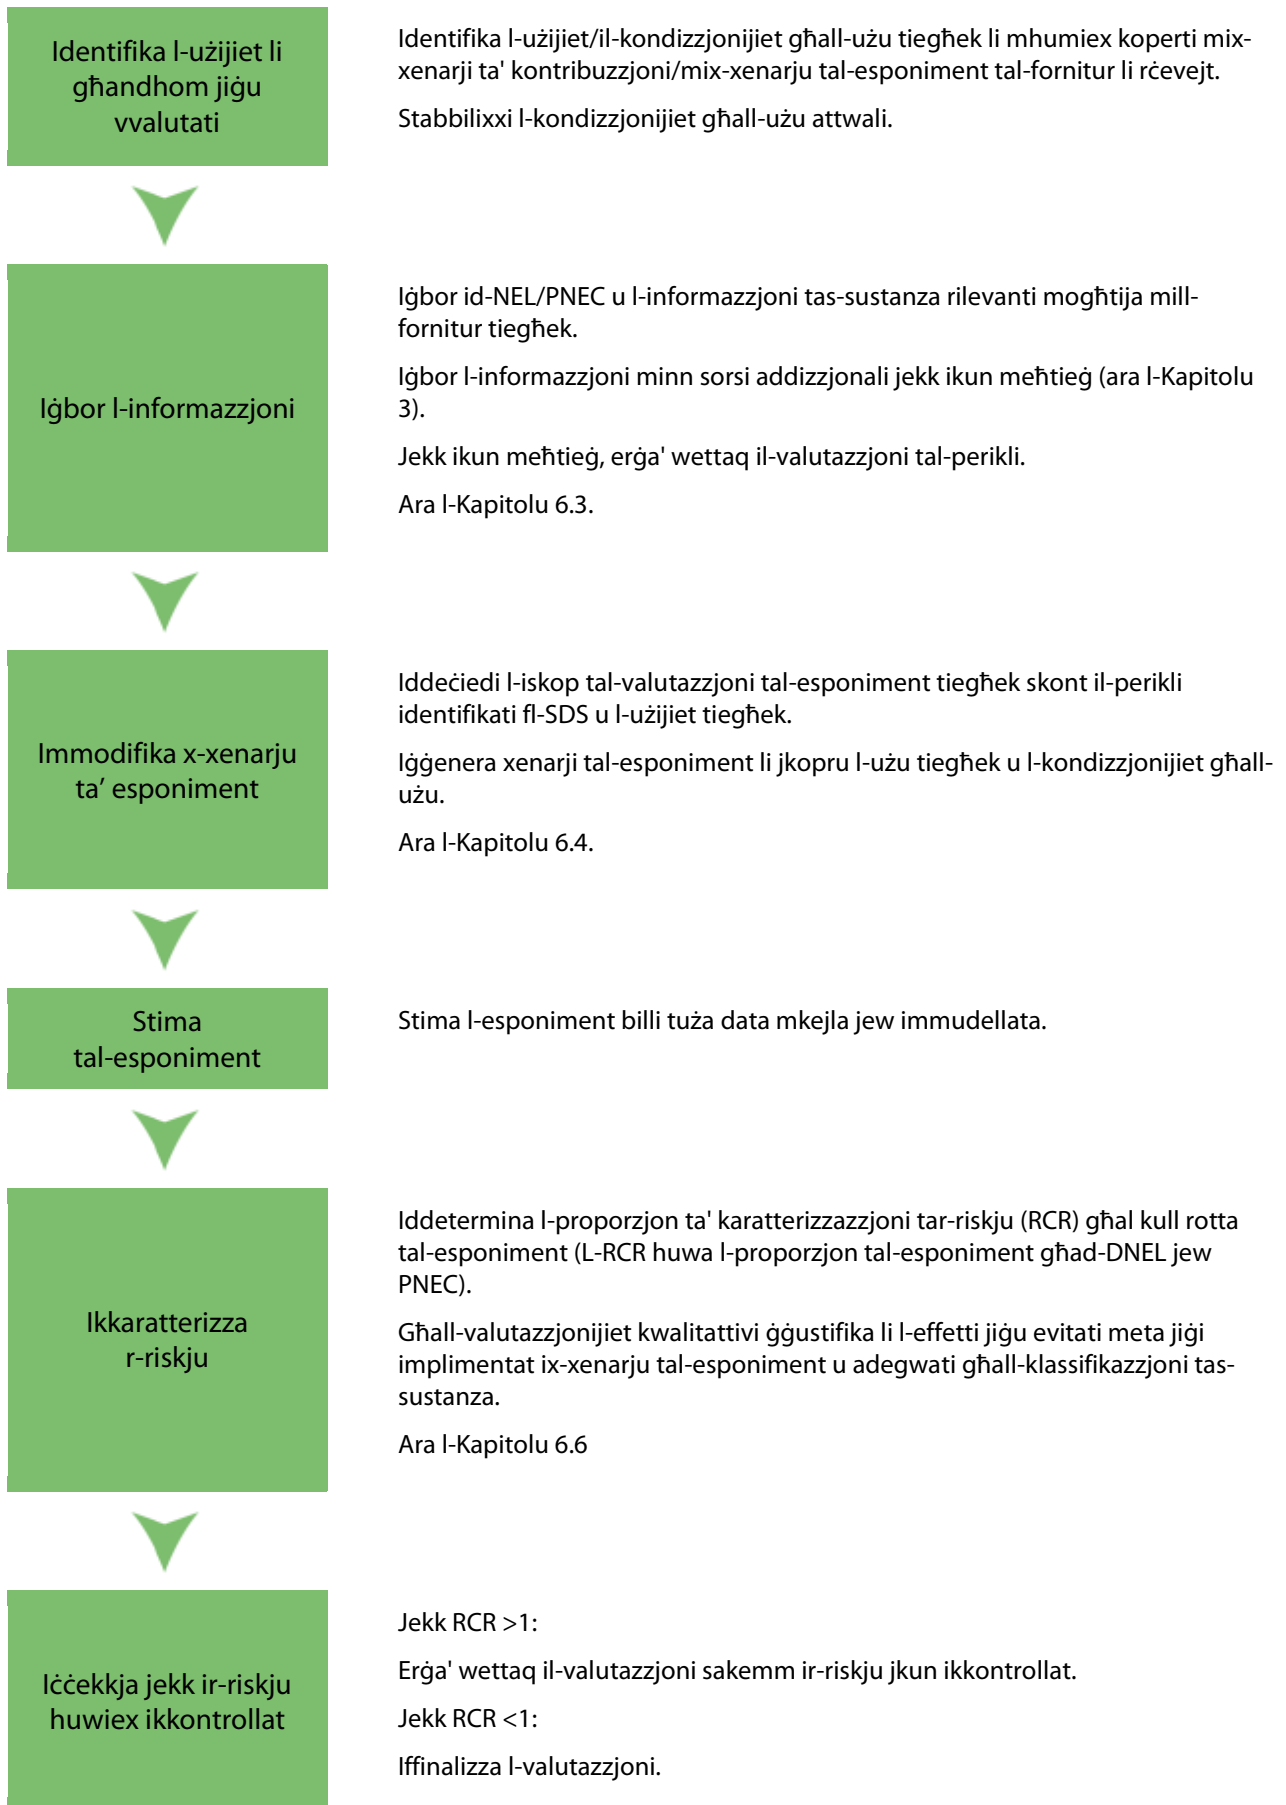 Identifika l-użijiet li
għandhom jiġu
vvalutati
Identifika l-użijiet/il-kondizzjonijiet għall-użu tiegħek li mhumiex koperti mix-
xenarji ta' kontribuzzjoni/mix-xenarju tal-esponiment tal-fornitur li rċevejt.
Stabbilixxi l-kondizzjonijiet għall-użu attwali.
Iġbor l-informazzjoni
Iġbor id-NEL/PNEC u l-informazzjoni tas-sustanza rilevanti mogħtija mill-
fornitur tiegħek.
Iġbor l-informazzjoni minn sorsi addizzjonali jekk ikun meħtieġ (ara l-Kapitolu
3).
Jekk ikun meħtieġ, erġa' wettaq il-valutazzjoni tal-perikli.
Ara l-Kapitolu 6.3.
Immodifika x-xenarju
ta’ esponiment
Iddeċiedi l-iskop tal-valutazzjoni tal-esponiment tiegħek skont il-perikli
identifikati fl-SDS u l-użijiet tiegħek.
Iġġenera xenarji tal-esponiment li jkopru l-użu tiegħek u l-kondizzjonijiet għall-
użu.
Ara l-Kapitolu 6.4.
Stima
tal-esponiment
Stima l-esponiment billi tuża data mkejla jew immudellata.
Ikkaratterizza
r-riskju
Iddetermina l-proporzjon ta' karatterizzazzjoni tar-riskju (RCR) għal kull rotta
tal-esponiment (L-RCR huwa l-proporzjon tal-esponiment għad-DNEL jew
PNEC).
Għall-valutazzjonijiet kwalitattivi ġġustifika li l-effetti jiġu evitati meta jiġi
implimentat ix-xenarju tal-esponiment u adegwati għall-klassifikazzjoni tas-
sustanza.
Ara l-Kapitolu 6.6
Iċċekkja jekk ir-riskju
huwiex ikkontrollat
Jekk RCR >1:
Erġa' wettaq il-valutazzjoni sakemm ir-riskju jkun ikkontrollat.
Jekk RCR <1:
Iffinalizza l-valutazzjoni.